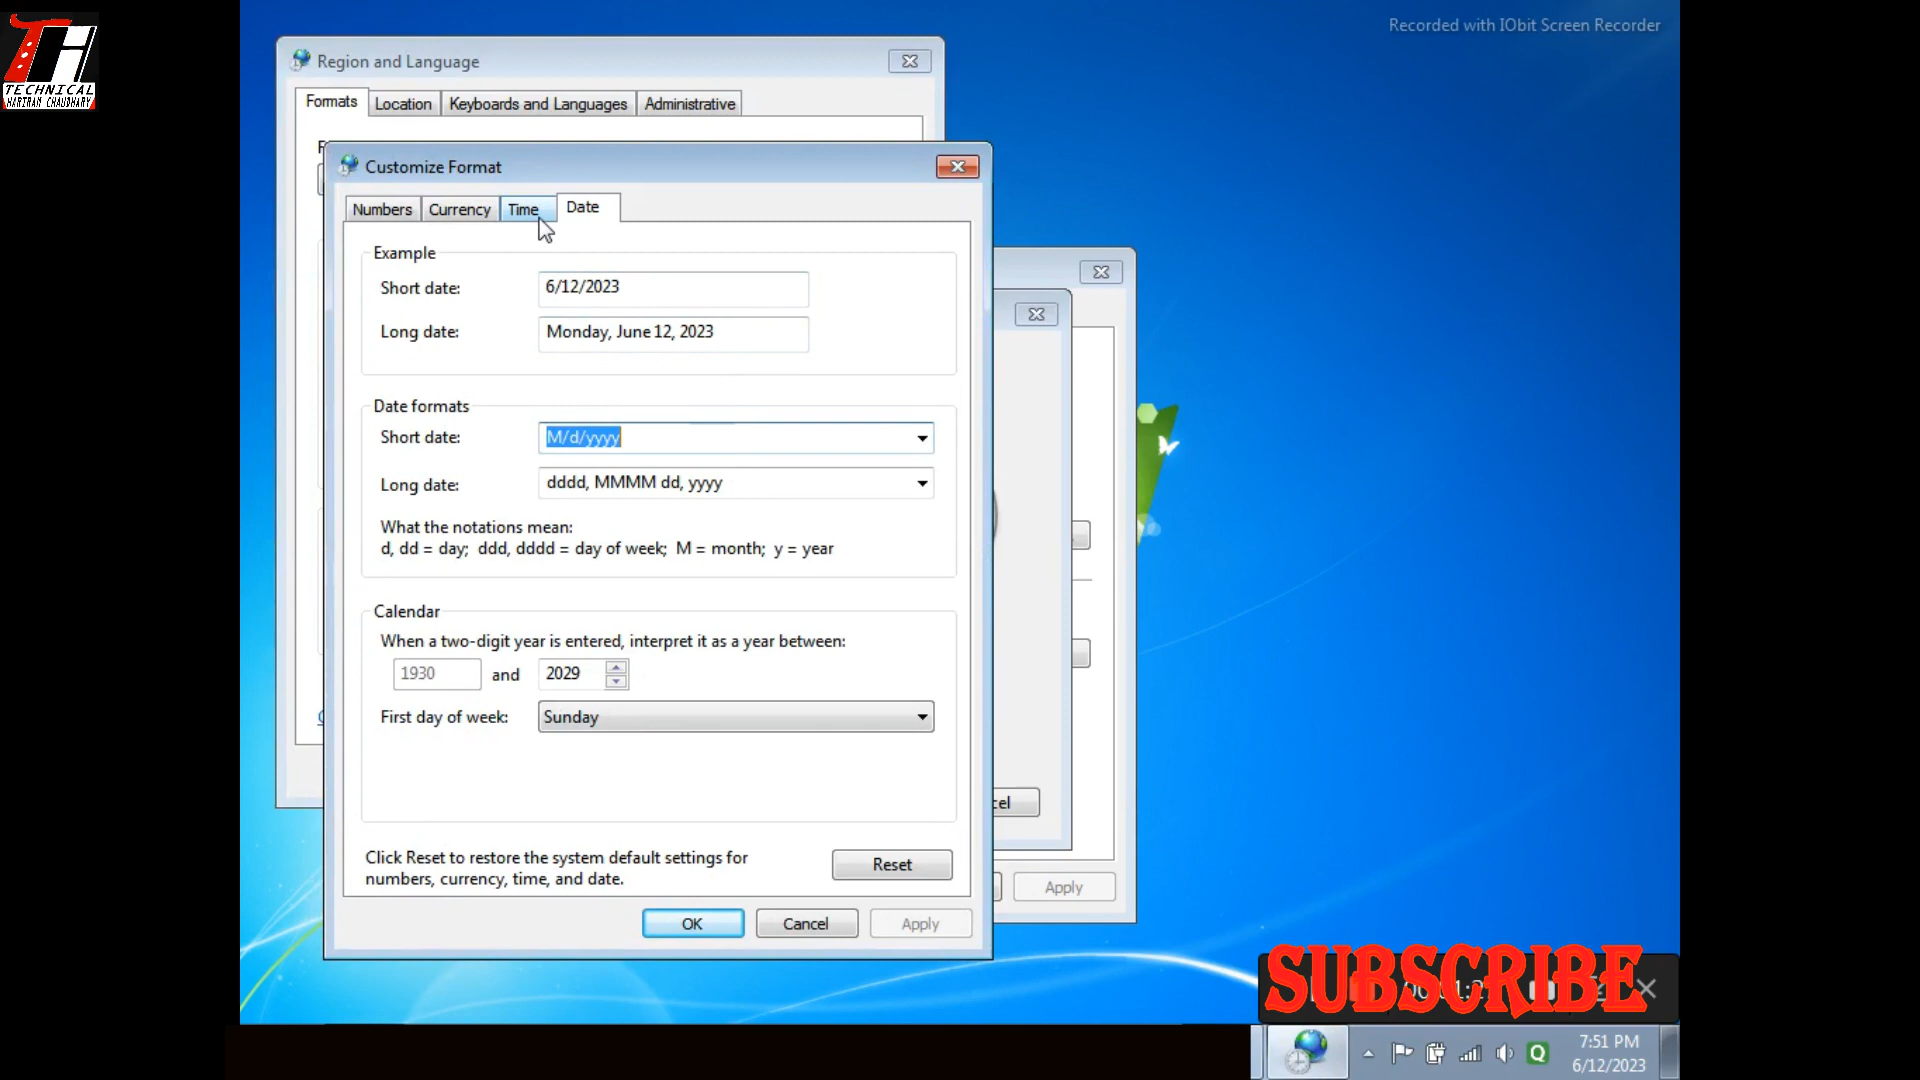 TECHNICAL
HARIRAM CHAUDHARY
Recorded with IObit Screen Recorder
Region and Language
Formats
Location
Keyboards and Languages
Administrative
Customize Format
Numbers
Currency
Time
Date
Example
Short date:
6/12/2023
Long date:
Monday, June 12, 2023
Date formats
Short date:
M/d/yyyy
Long date:
dddd, MMMM dd, yyyy
What the notations mean:
d, dd = day; ddd, dddd = day of week; M = month; y = year
Calendar
When a two-digit year is entered, interpret it as a year between:
1930
and
2029
First day of week:
Sunday
Click Reset to restore the system default settings for
numbers, currency, time, and date.
Reset
OK
Cancel
Apply
Apply
SUBSCRIBE
7:51 PM
6/12/2023